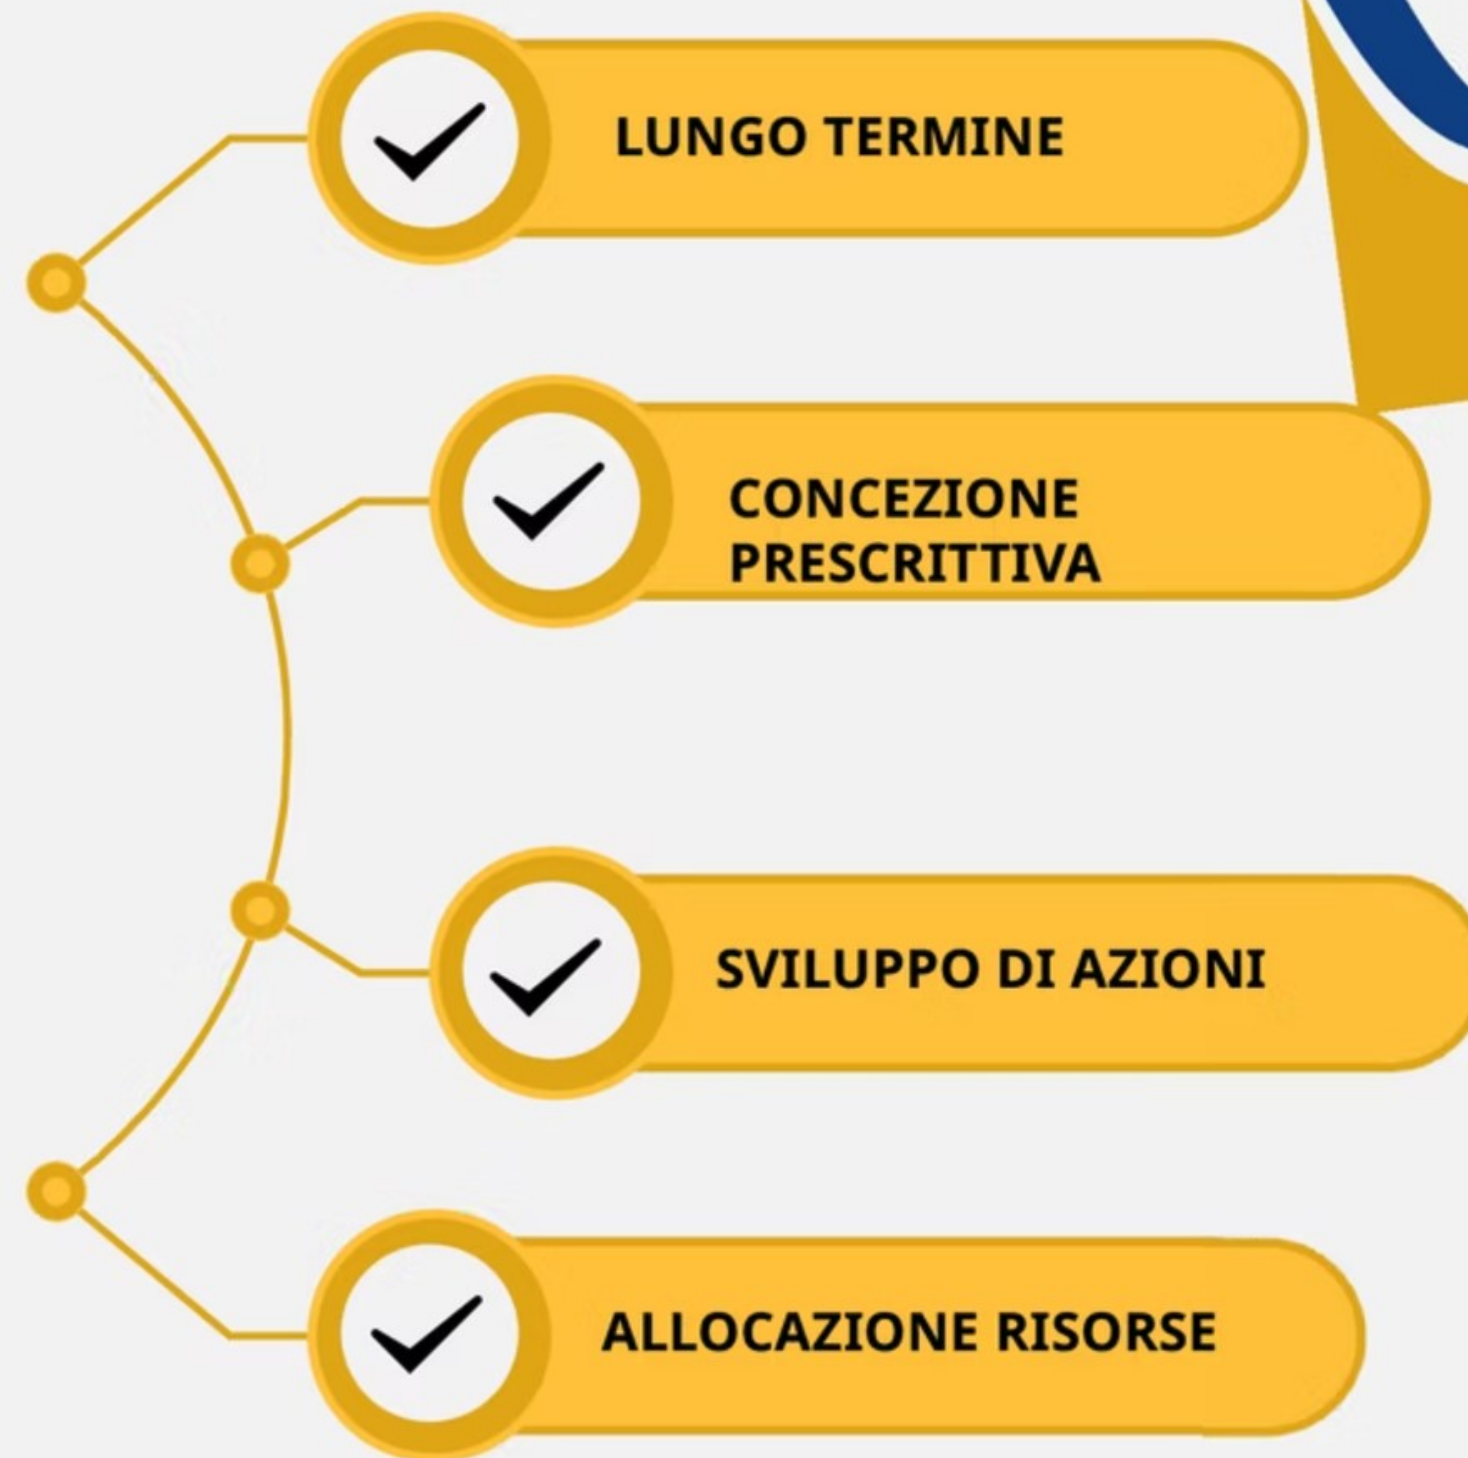 LUNGO TERMINE
CONCEZIONE
PRESCRITTIVA
SVILUPPO DI AZIONI
ALLOCAZIONE RISORSE